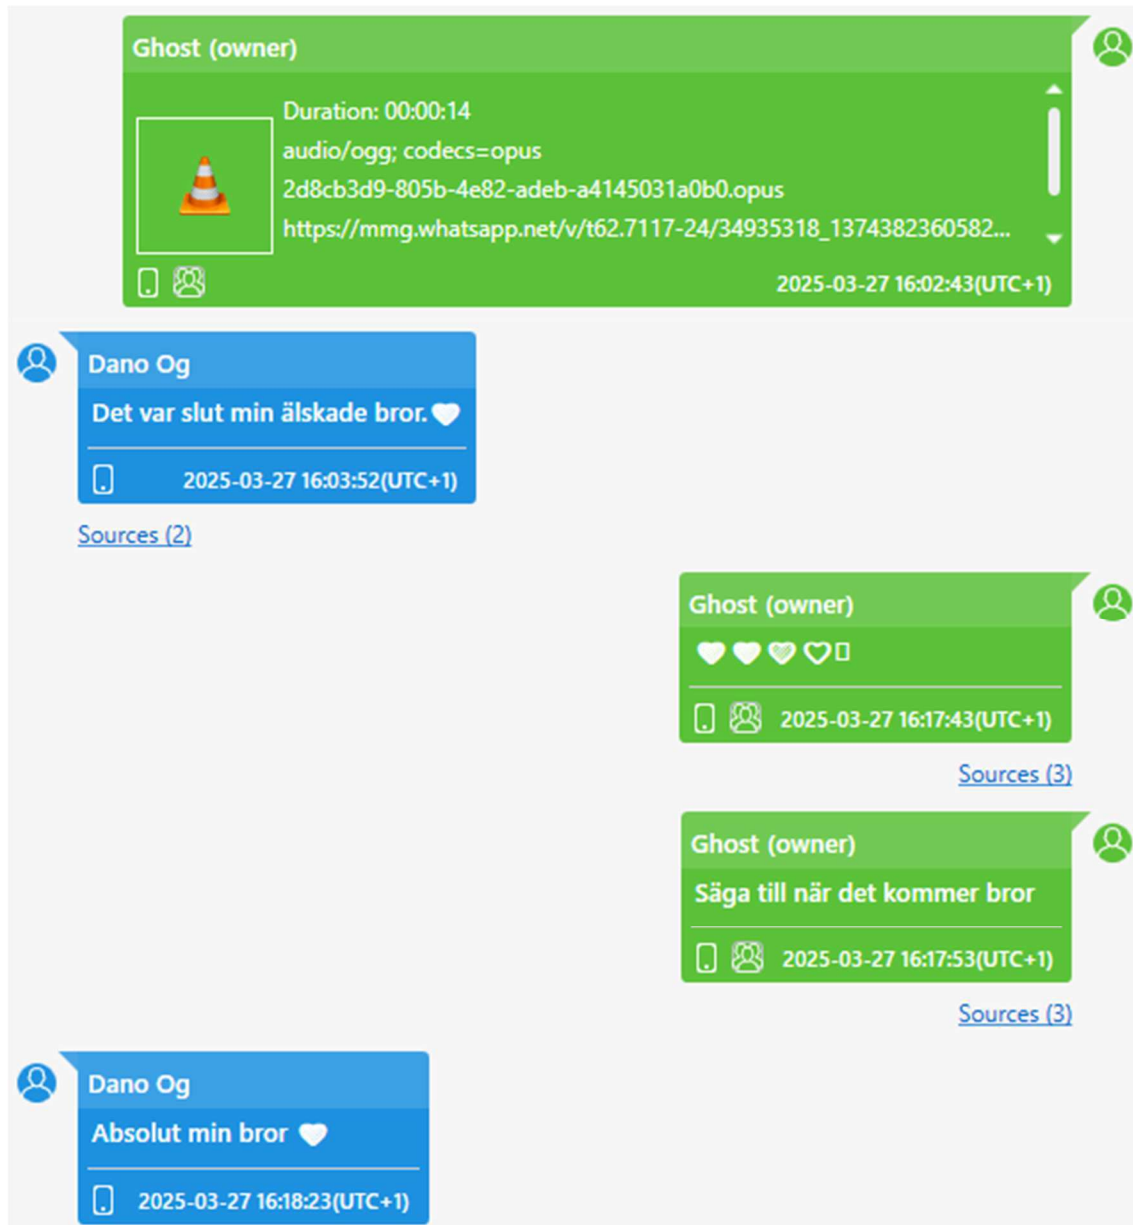 Ghost (owner)
Duration: 00:00:14
audio/ogg; codecs=opus
2d8cb3d9-805b-4e82-adeb-a4145031a0b0.opus
https://mmg.whatsapp.net/v/t62.7117-24/34935318_1374382360582...
2025-03-27 16:02:43(UTC+1)
Dano Og
Det var slut min älskade bror.🤍
2025-03-27 16:03:52(UTC+1)
Sources (2)
Ghost (owner)
2025-03-27 16:17:43(UTC+1)
Sources (3)
Ghost (owner)
Säga till när det kommer bror
2025-03-27 16:17:53(UTC+1)
Sources (3)
Dano Og
Absolut min bror 🤍
2025-03-27 16:18:23(UTC+1)